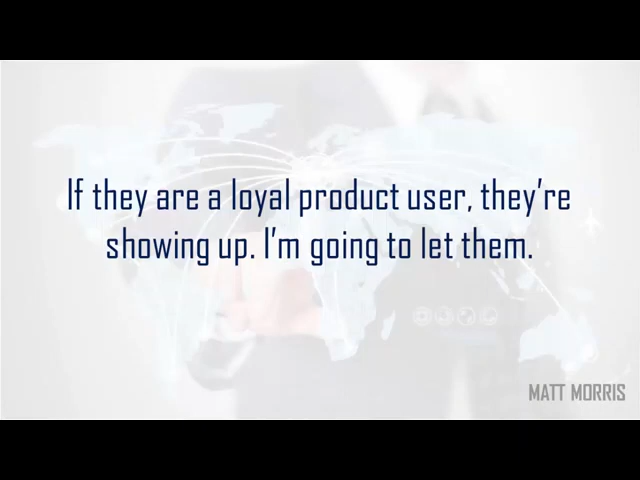 If they are a loyal product user, they're
showing up. I'm going to let them.
MATT MORRIS